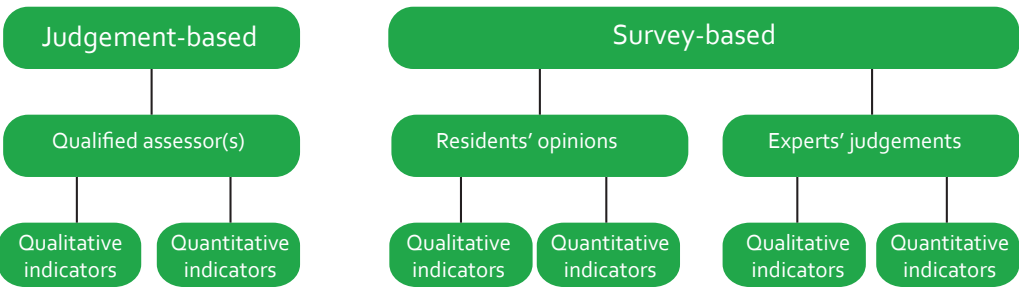 Judgement-based
Survey-based
Qualified assessor(s)
Residents’ opinions
Experts’ judgements
Qualitative
indicators
Quantitative
indicators
Qualitative
indicators
Quantitative
indicators
Qualitative
indicators
Quantitative
indicators